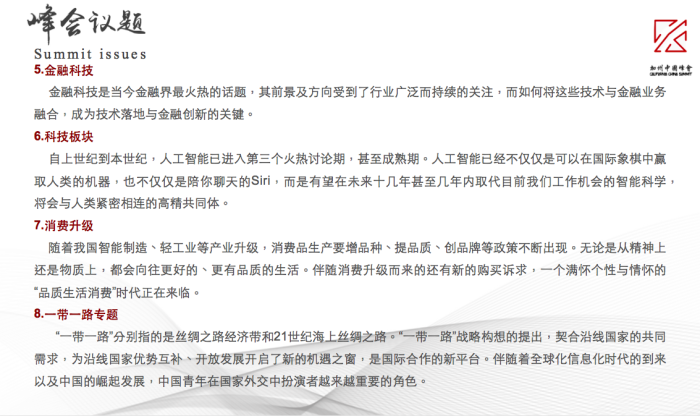 峰会议题
Summit issues
加州中国峰会
CALIFORNIA CHINA SUMMIT
5.金融科技
金融科技是当今金融界最火热的话题，其前景及方向受到了行业广泛而持续的关注，而如何将这些技术与金融业务
融合，成为技术落地与金融创新的关键。
6.科技板块
自上世纪到本世纪，人工智能已进入第三个火热讨论期，甚至成熟期。人工智能已经不仅仅是可以在国际象棋中赢
取人类的机器，也不仅仅是陪你聊天的Siri，而是有望在未来十几年甚至几年内取代目前我们工作机会的智能科学，
将会与人类紧密相连的高精共同体。
7.消费升级
随着我国智能制造、轻工业等产业升级，消费品生产要增品种、提品质、创品牌等政策不断出现。无论是从精神上
还是物质上，都会向往更好的、更有品质的生活。伴随消费升级而来的还有新的购买诉求，一个满怀个性与情怀的
“品质生活消费”时代正在来临。
8.一带一路专题
“一带一路”分别指的是丝绸之路经济带和21世纪海上丝绸之路。“一带一路”战略构想的提出，契合沿线国家的共同
需求，为沿线国家优势互补、开放发展开启了新的机遇之窗，是国际合作的新平台。伴随着全球化信息化时代的到来
以及中国的崛起发展，中国青年在国家外交中扮演者越来越重要的角色。